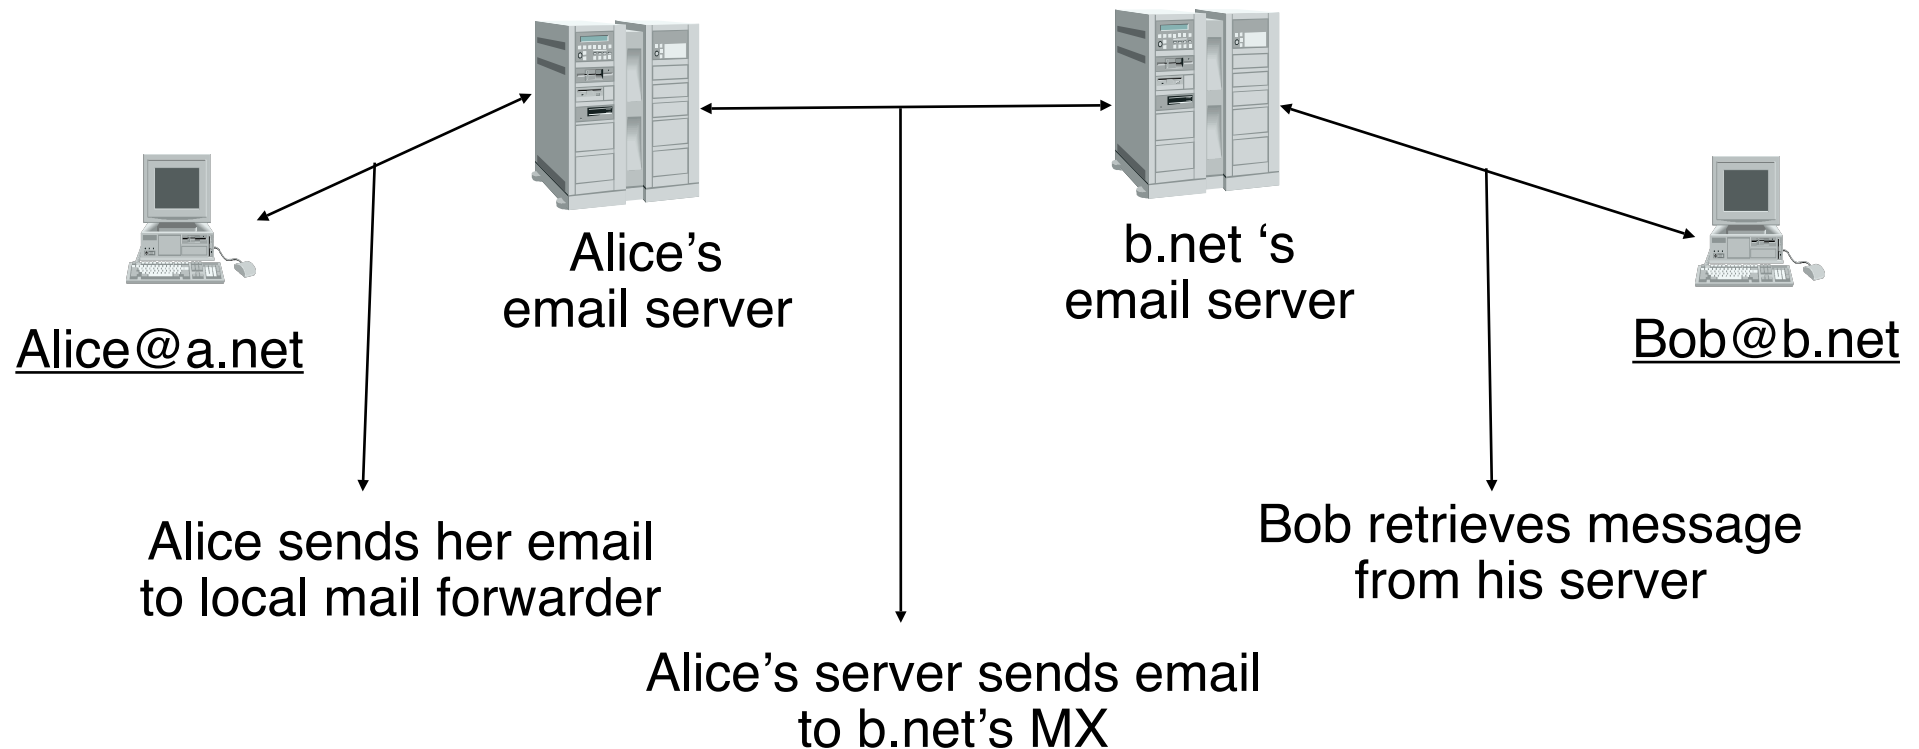 Alice@a.net
Alice’s
email server
b.net ‘s
email server
Bob@b.net
Alice sends her email
to local mail forwarder
Alice’s server sends email
to b.net’s MX
Bob retrieves message
from his server